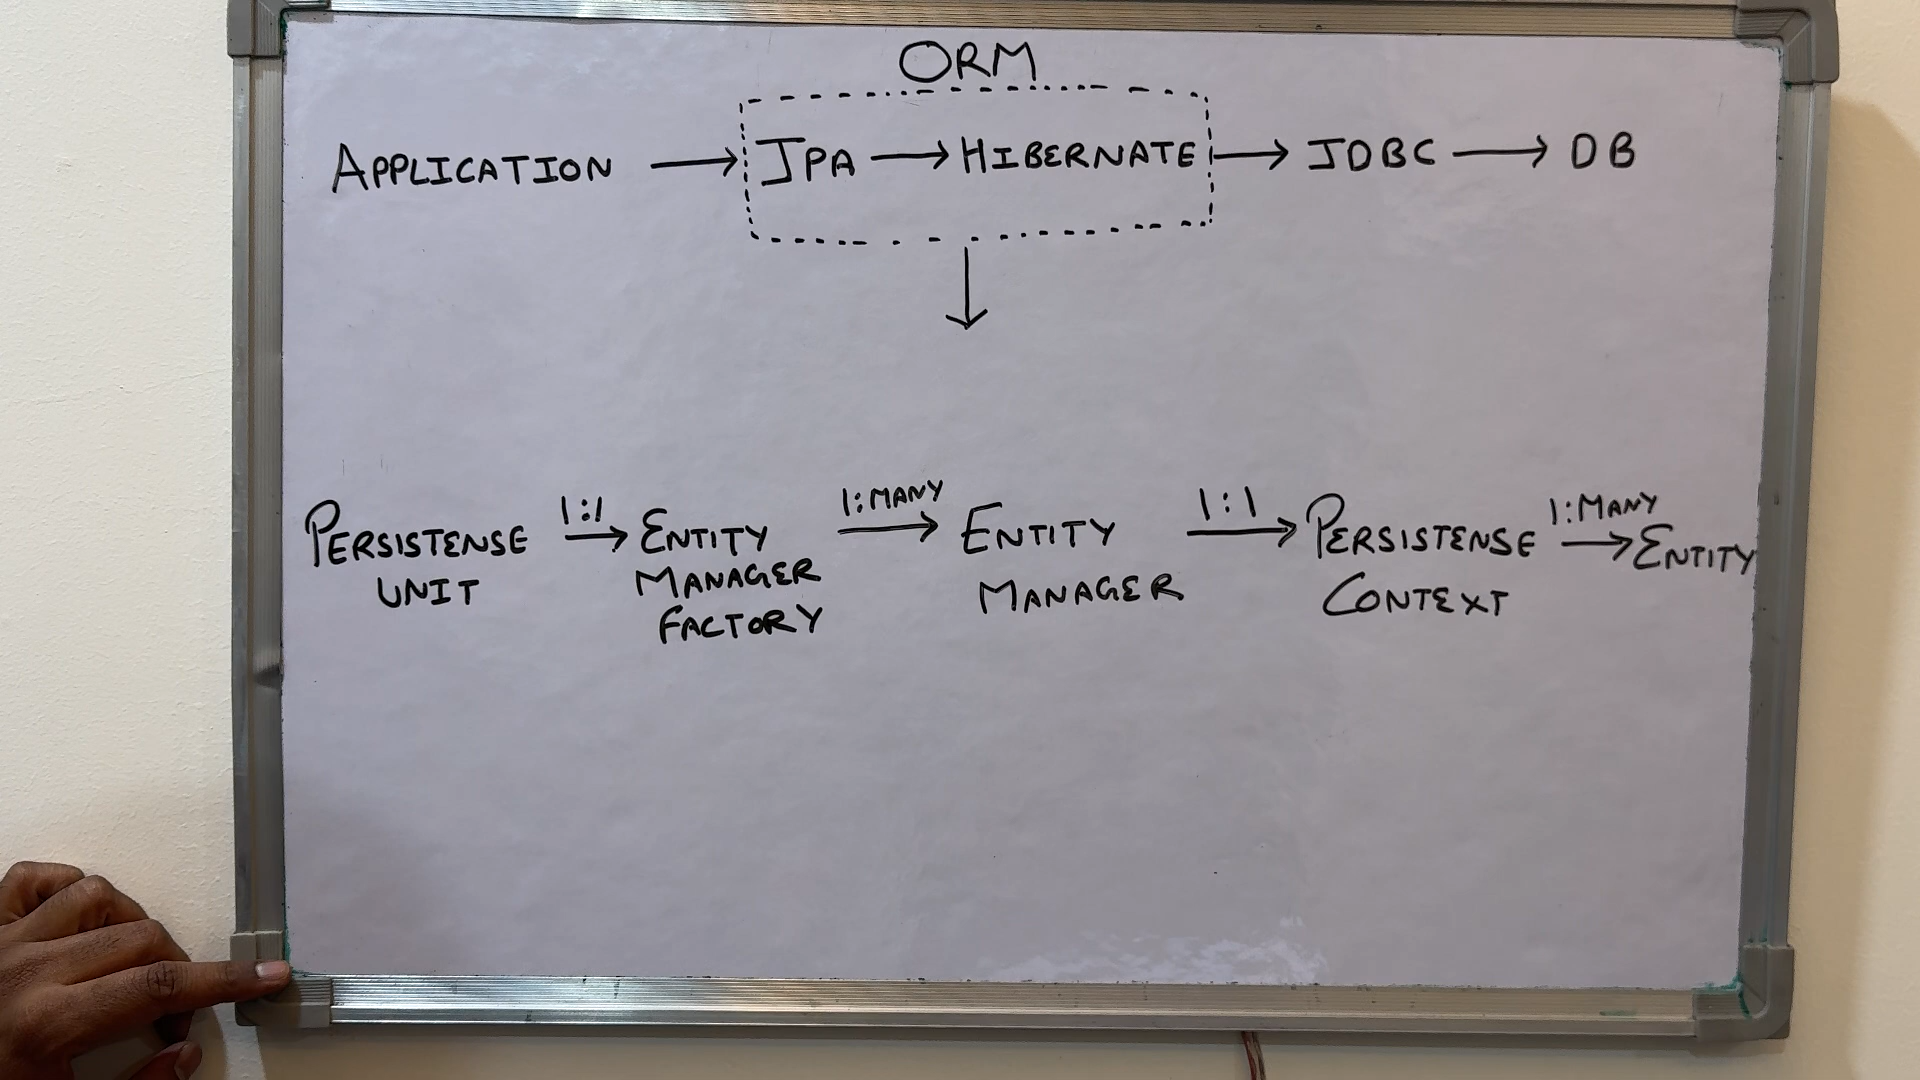 ORM
APPLICATION → JPA → HIBERNATE → JDBC → DB
1:1 1:MANY 1:1 1:MANY
PERSISTENSE → ENTITY → ENTITY → PERSISTENSE → ENTITY
UNIT MANAGER MANAGER CONTEXT
FACTORY